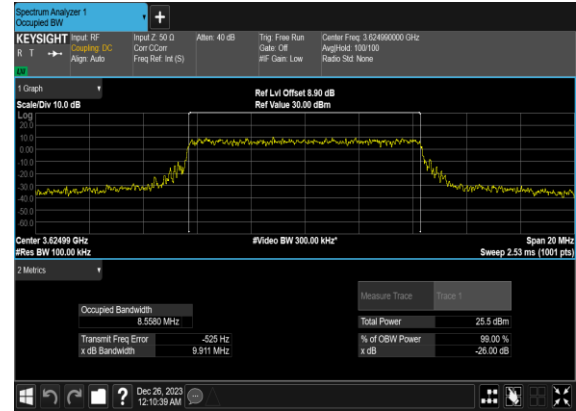 Spectrum Analyzer 1
Occupied BW
KEYSIGHT Input: RF Input Z: 50 Ω Atten: 40 dB Trig: Free Run Center Freq: 3.624990000 GHz
R T Coupling: DC Corr CCorr Gate: Off Avg|Hold: 100/100
Align: Auto Freq Ref: Int (S) #IF Gain: Low Radio Std: None
LU
1 Graph
Ref Lvl Offset 8.90 dB
Scale/Div 10.0 dB Ref Value 30.00 dBm
Log
20.0
10.0
0.00
-10.0
-20.0
-30.0
-40.0
-50.0
-60.0
Center 3.62499 GHz #Video BW 300.00 kHz* Span 20 MHz
#Res BW 100.00 kHz Sweep 2.53 ms (1001 pts)
2 Metrics
Measure Trace Trace 1
Occupied Bandwidth
8.5580 MHz Total Power 25.5 dBm
Transmit Freq Error -525 Hz % of OBW Power 99.00 %
x dB Bandwidth 9.911 MHz x dB -26.00 dB
? Dec 26, 2023
12:10:39 AM